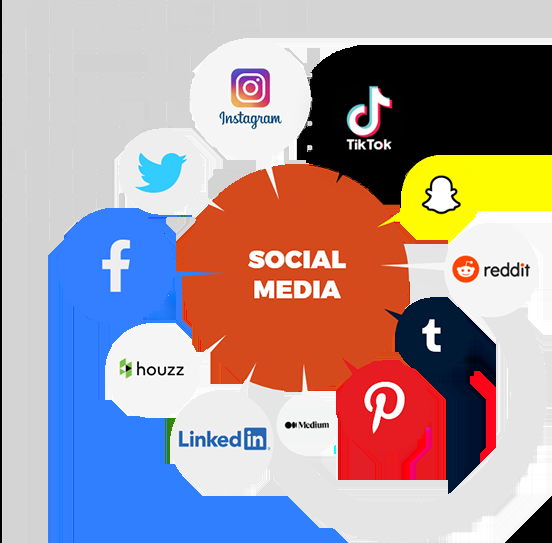 Instagram
TikTok
f
SOCIAL
MEDIA
reddit
t
houzz
Medium
LinkedIn